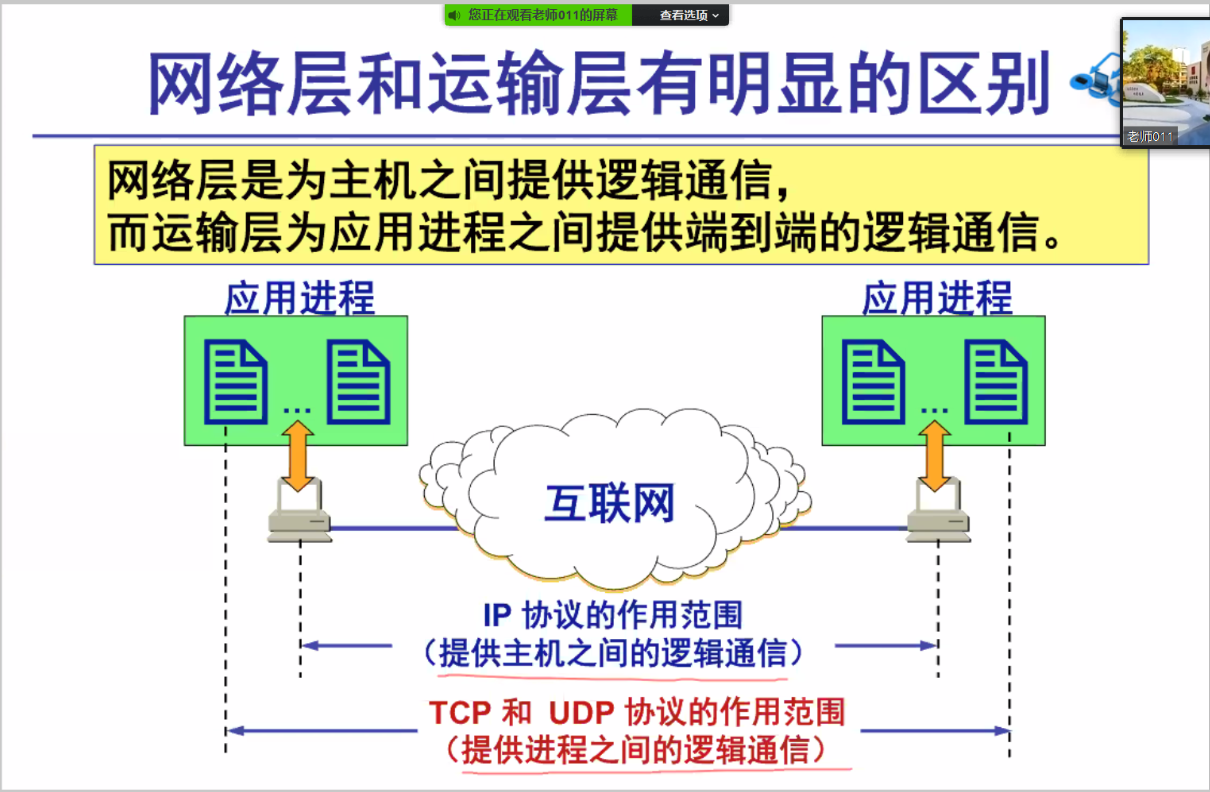 您正在观看老师011的屏幕
查看选项
网络层和运输层有明显的区别
老师011
网络层是为主机之间提供逻辑通信，
而运输层为应用进程之间提供端到端的逻辑通信。
应用进程
应用进程
…
…
互联网
IP 协议的作用范围
（提供主机之间的逻辑通信）
TCP 和 UDP 协议的作用范围
（提供进程之间的逻辑通信）